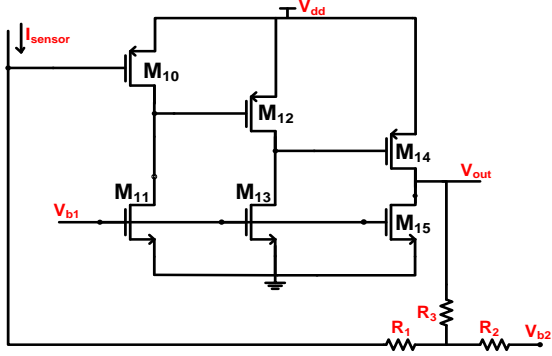 V_dd
I_sensor
M_10
M_12
M_14
V_out
M_11
M_13
V_b1
M_15
R_3
R_1
R_2
V_b2